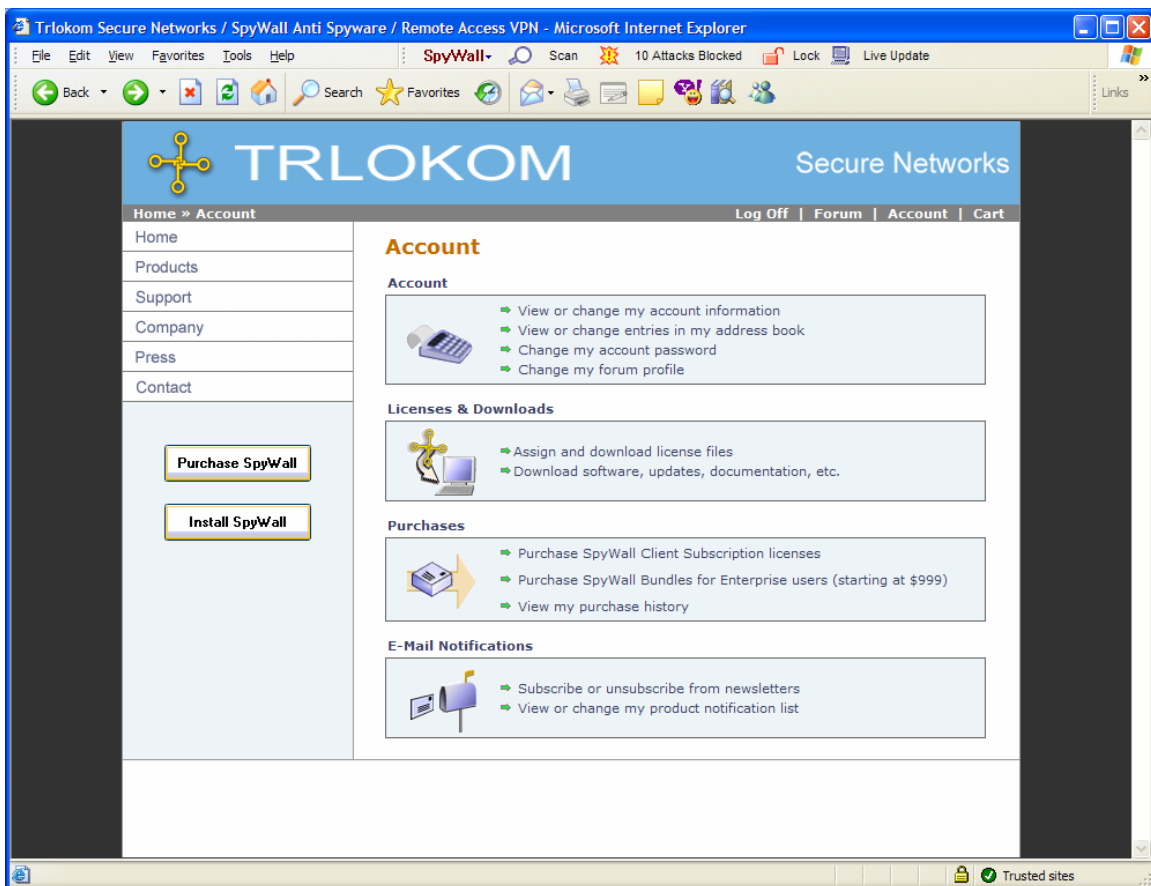 Trlokom Secure Networks / SpyWall Anti Spyware / Remote Access VPN - Microsoft Internet Explorer
File Edit View Favorites Tools Help SpyWall Scan 10 Attacks Blocked Lock Live Update
Back Search Favorites Links »
TRLOKOM Secure Networks
Home » Account Log Off | Forum | Account | Cart
Home
Products
Support
Company
Press
Contact
Purchase SpyWall
Install SpyWall
Account
Account
View or change my account information
View or change entries in my address book
Change my account password
Change my forum profile
Licenses & Downloads
Assign and download license files
Download software, updates, documentation, etc.
Purchases
Purchase SpyWall Client Subscription licenses
Purchase SpyWall Bundles for Enterprise users (starting at $999)
View my purchase history
E-Mail Notifications
Subscribe or unsubscribe from newsletters
View or change my product notification list
Trusted sites